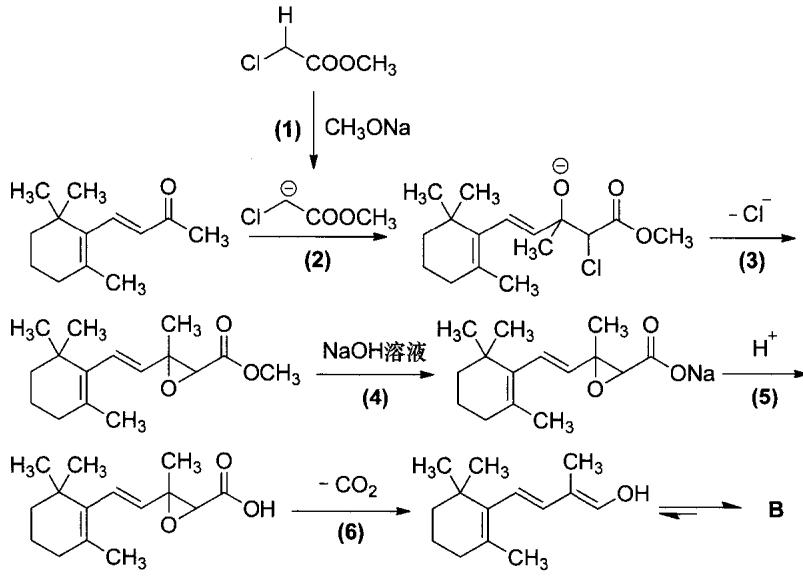 H
Cl COOCH₃
(1) CH₃ONa
H₃C CH₃ O CH₃ CH₃
Cl ⊖ COOCH₃
(2)
H₃C CH₃ ⊖ O O H₃C Cl OCH₃ CH₃
- Cl⁻
(3)
H₃C CH₃ CH₃ O O OCH₃ CH₃
NaOH溶液
(4)
H₃C CH₃ CH₃ O O ONa CH₃
H⁺
(5)
H₃C CH₃ CH₃ O O OH CH₃
- CO₂
(6)
H₃C CH₃ CH₃ OH CH₃
B